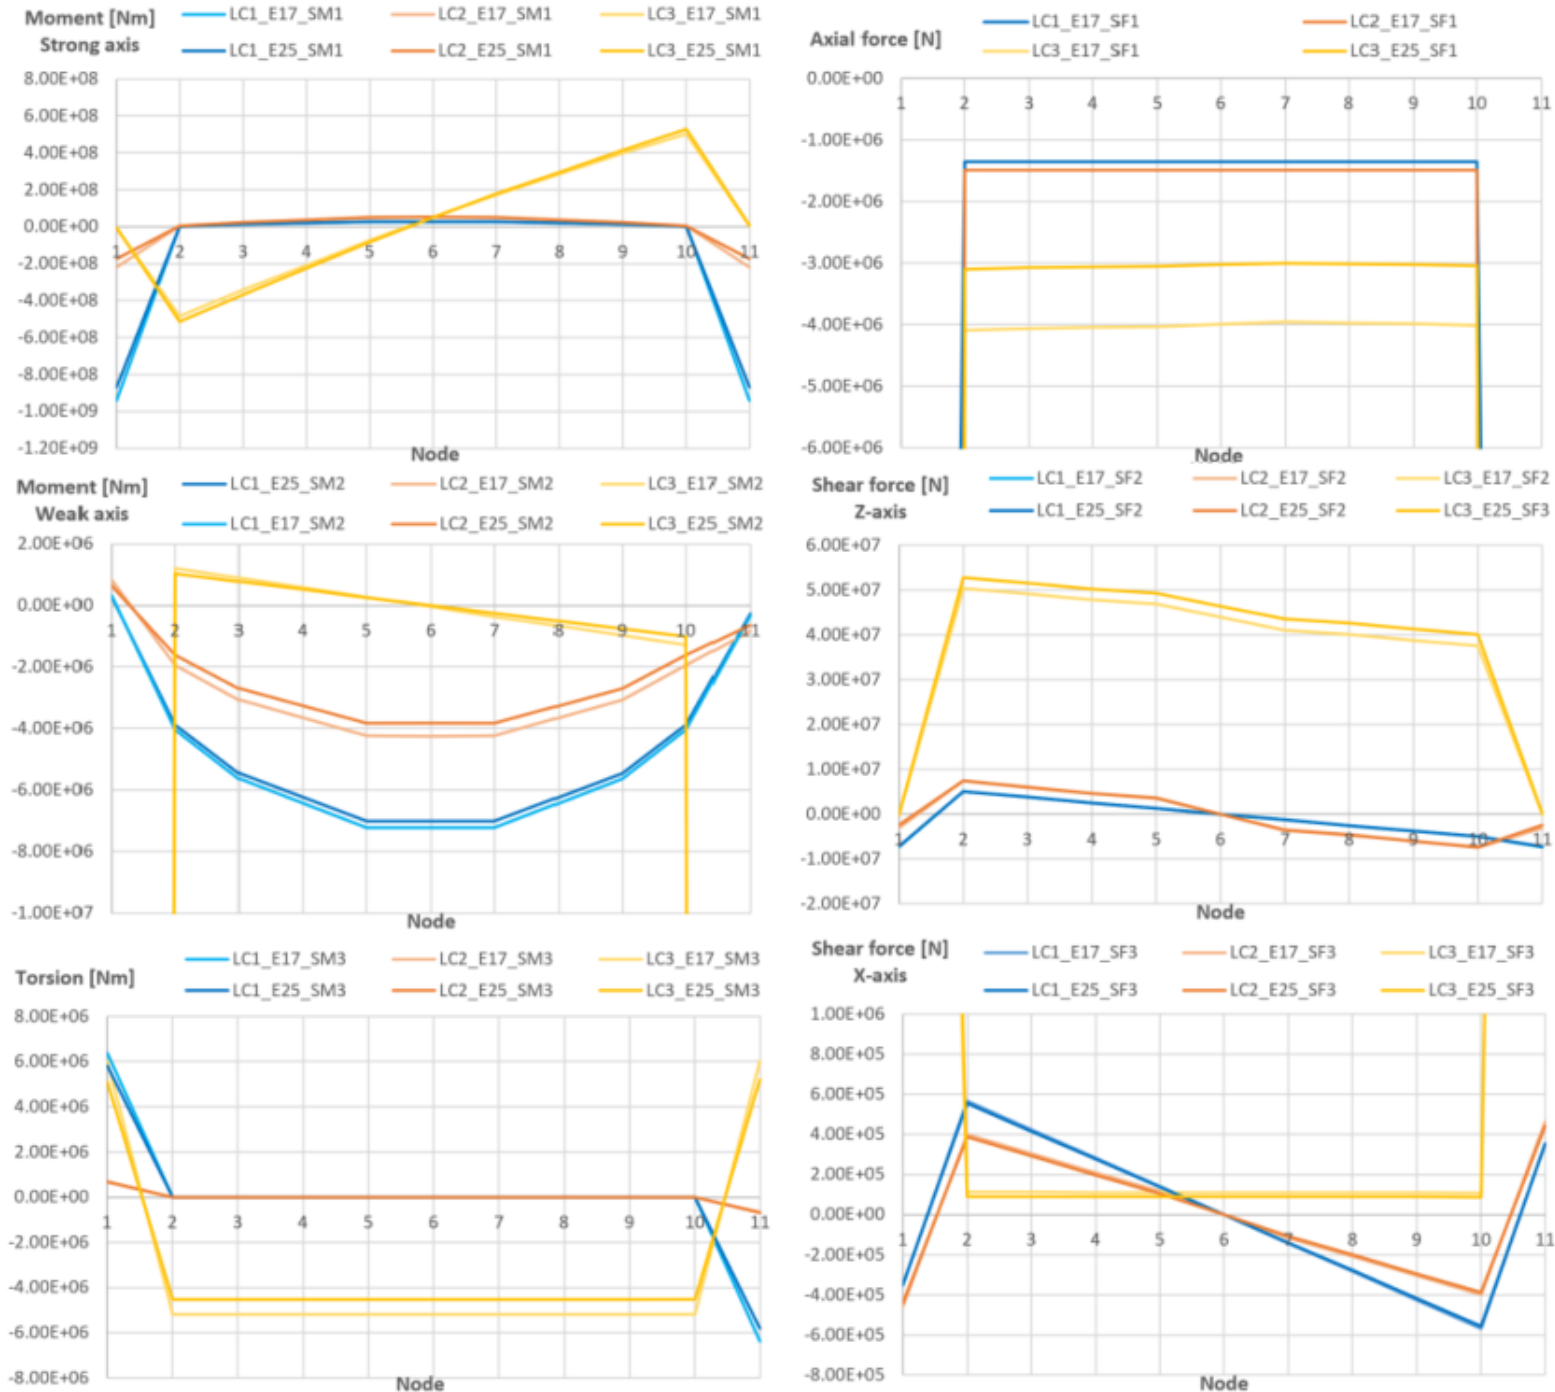 Moment [Nm]
Strong axis
LC1_E17_SM1 LC2_E17_SM1 LC3_E17_SM1
LC1_E25_SM1 LC2_E25_SM1 LC3_E25_SM1
8.00E+08
6.00E+08
4.00E+08
2.00E+08
0.00E+00
-2.00E+08
-4.00E+08
-6.00E+08
-8.00E+08
-1.00E+09
-1.20E+09
1 2 3 4 5 6 7 8 9 10 11
Node
Axial force [N]
LC1_E17_SF1 LC2_E17_SF1
LC3_E17_SF1 LC3_E25_SF1
0.00E+00
-1.00E+06
-2.00E+06
-3.00E+06
-4.00E+06
-5.00E+06
-6.00E+06
1 2 3 4 5 6 7 8 9 10 11
Node
Moment [Nm]
Weak axis
LC1_E25_SM2 LC2_E17_SM2 LC3_E17_SM2
LC1_E17_SM2 LC2_E25_SM2 LC3_E25_SM2
2.00E+06
0.00E+00
-2.00E+06
-4.00E+06
-6.00E+06
-8.00E+06
-1.00E+07
1 2 3 4 5 6 7 8 9 10 11
Node
Shear force [N]
Z-axis
LC1_E17_SF2 LC2_E17_SF2 LC3_E17_SF2
LC1_E25_SF2 LC2_E25_SF2 LC3_E25_SF3
6.00E+07
5.00E+07
4.00E+07
3.00E+07
2.00E+07
1.00E+07
0.00E+00
-1.00E+07
-2.00E+07
1 2 3 4 5 6 7 8 9 10 11
Node
Torsion [Nm]
LC1_E17_SM3 LC2_E17_SM3 LC3_E17_SM3
LC1_E25_SM3 LC2_E25_SM3 LC3_E25_SM3
8.00E+06
6.00E+06
4.00E+06
2.00E+06
0.00E+00
-2.00E+06
-4.00E+06
-6.00E+06
-8.00E+06
1 2 3 4 5 6 7 8 9 10 11
Node
Shear force [N]
X-axis
LC1_E17_SF3 LC2_E17_SF3 LC3_E17_SF3
LC1_E25_SF3 LC2_E25_SF3 LC3_E25_SF3
1.00E+06
8.00E+05
6.00E+05
4.00E+05
2.00E+05
0.00E+00
-2.00E+05
-4.00E+05
-6.00E+05
-8.00E+05
1 2 3 4 5 6 7 8 9 10 11
Node